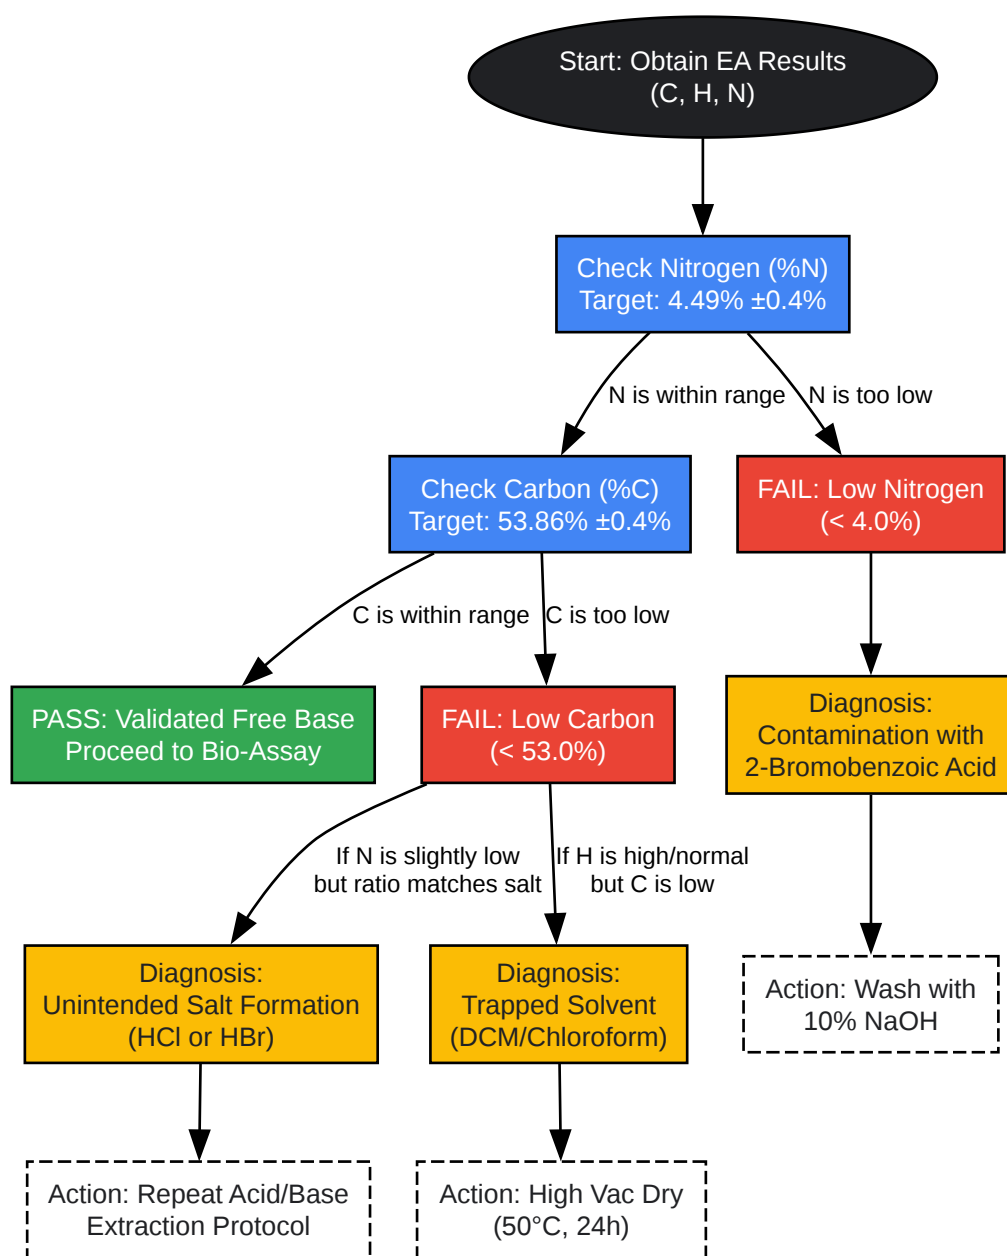 Start: Obtain EA Results
(C, H, N)
Check Nitrogen (%N)
Target: 4.49% ±0.4%
N is within range
N is too low
Check Carbon (%C)
Target: 53.86% ±0.4%
FAIL: Low Nitrogen
(< 4.0%)
C is within range
C is too low
PASS: Validated Free Base
Proceed to Bio-Assay
FAIL: Low Carbon
(< 53.0%)
Diagnosis:
Contamination with
2-Bromobenzoic Acid
If N is slightly low
but ratio matches salt
If H is high/normal
but C is low
Diagnosis:
Unintended Salt Formation
(HCl or HBr)
Diagnosis:
Trapped Solvent
(DCM/Chloroform)
Action: Wash with
10% NaOH
Action: Repeat Acid/Base
Extraction Protocol
Action: High Vac Dry
(50°C, 24h)